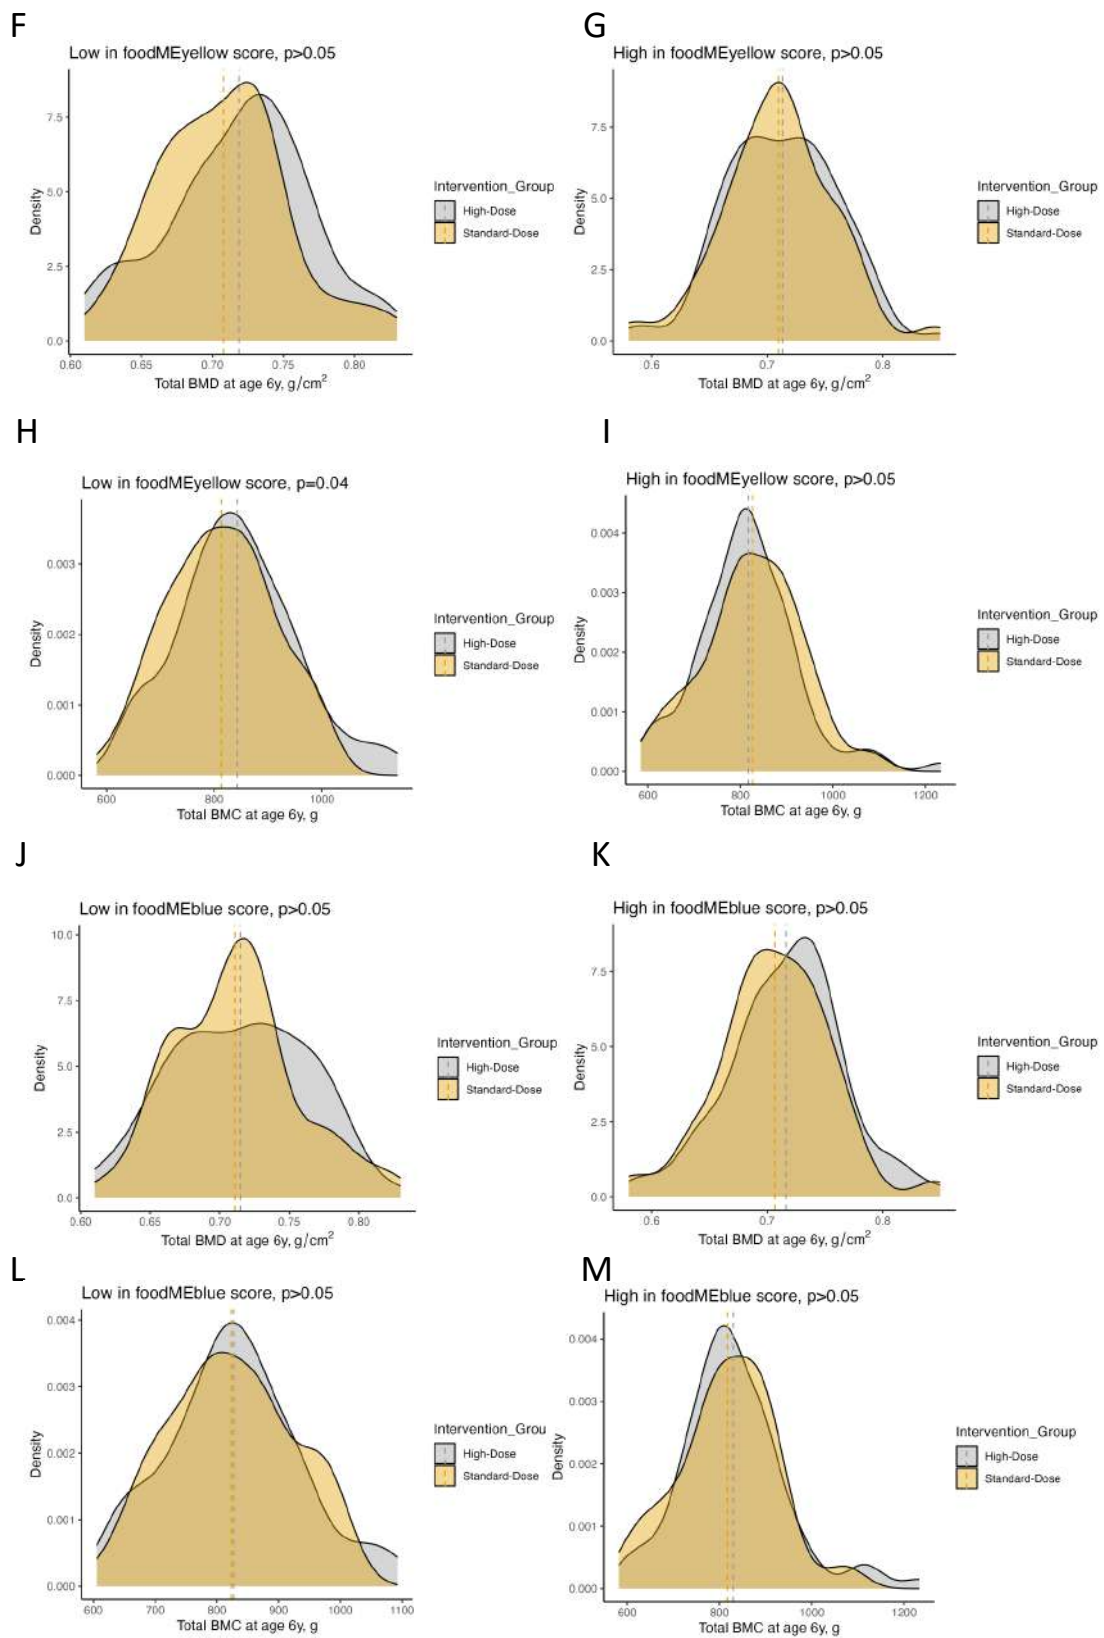 F
Low in foodMEyellow score, p>0.05
Density
7.5
5.0
2.5
0.0
0.60 0.65 0.70 0.75 0.80
Total BMD at age 6y, g/cm²
Intervention_Group
High-Dose
Standard-Dose
G
High in foodMEyellow score, p>0.05
Density
7.5
5.0
2.5
0.0
0.6 0.7 0.8
Total BMD at age 6y, g/cm²
Intervention_Group
High-Dose
Standard-Dose
H
Low in foodMEyellow score, p=0.04
Density
0.003
0.002
0.001
0.000
600 800 1000
Total BMC at age 6y, g
Intervention_Group
High-Dose
Standard-Dose
I
High in foodMEyellow score, p>0.05
Density
0.004
0.003
0.002
0.001
0.000
600 800 1000 1200
Total BMC at age 6y, g
Intervention_Group
High-Dose
Standard-Dose
J
Low in foodMEblue score, p>0.05
Density
10.0
7.5
5.0
2.5
0.0
0.60 0.65 0.70 0.75 0.80
Total BMD at age 6y, g/cm²
Intervention_Group
High-Dose
Standard-Dose
K
High in foodMEblue score, p>0.05
Density
7.5
5.0
2.5
0.0
0.6 0.7 0.8
Total BMD at age 6y, g/cm²
Intervention_Group
High-Dose
Standard-Dose
L
Low in foodMEblue score, p>0.05
Density
0.004
0.003
0.002
0.001
0.000
600 700 800 900 1000 1100
Total BMC at age 6y, g
Intervention_Grou
High-Dose
Standard-Dose
M
High in foodMEblue score, p>0.05
Density
0.004
0.003
0.002
0.001
0.000
600 800 1000 1200
Total BMC at age 6y, g
Intervention_Group
High-Dose
Standard-Dose